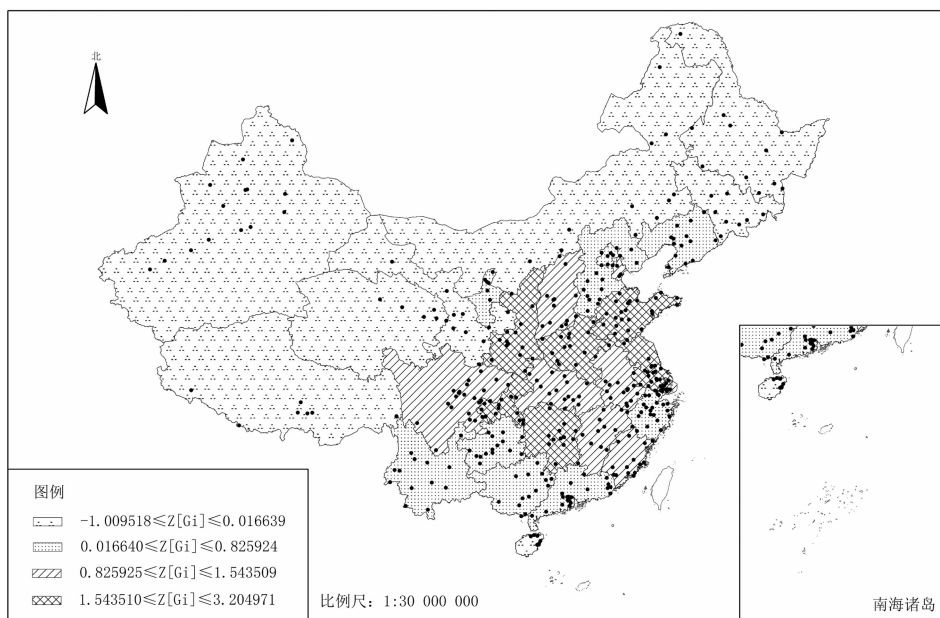 北
图例
-1.009518≤Z[Gi]≤0.016639
0.016640≤Z[Gi]≤0.825924
0.825925≤Z[Gi]≤1.543509
1.543510≤Z[Gi]≤3.204971
比例尺: 1:30 000 000
南海诸岛